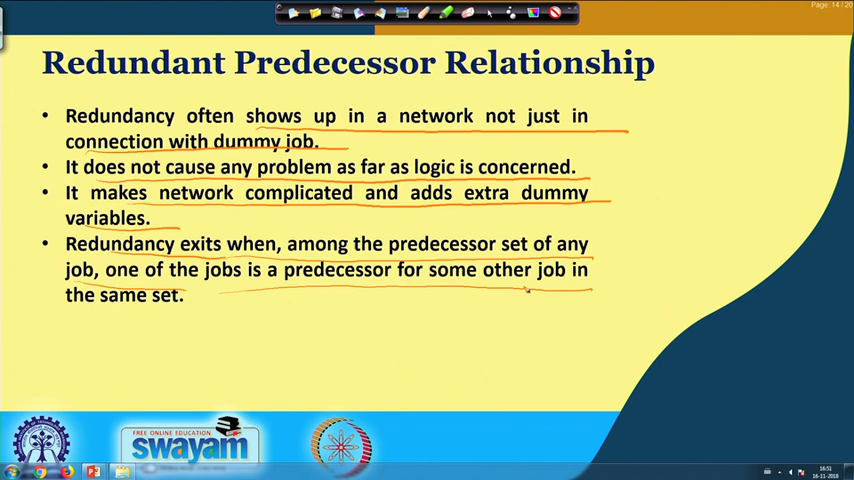 Page: 14 / 20
Redundant Predecessor Relationship
• Redundancy often shows up in a network not just in
connection with dummy job.
• It does not cause any problem as far as logic is concerned.
• It makes network complicated and adds extra dummy
variables.
• Redundancy exits when, among the predecessor set of any
job, one of the jobs is a predecessor for some other job in
the same set.
FREE ONLINE EDUCATION
swayam
16:51
16-11-2018